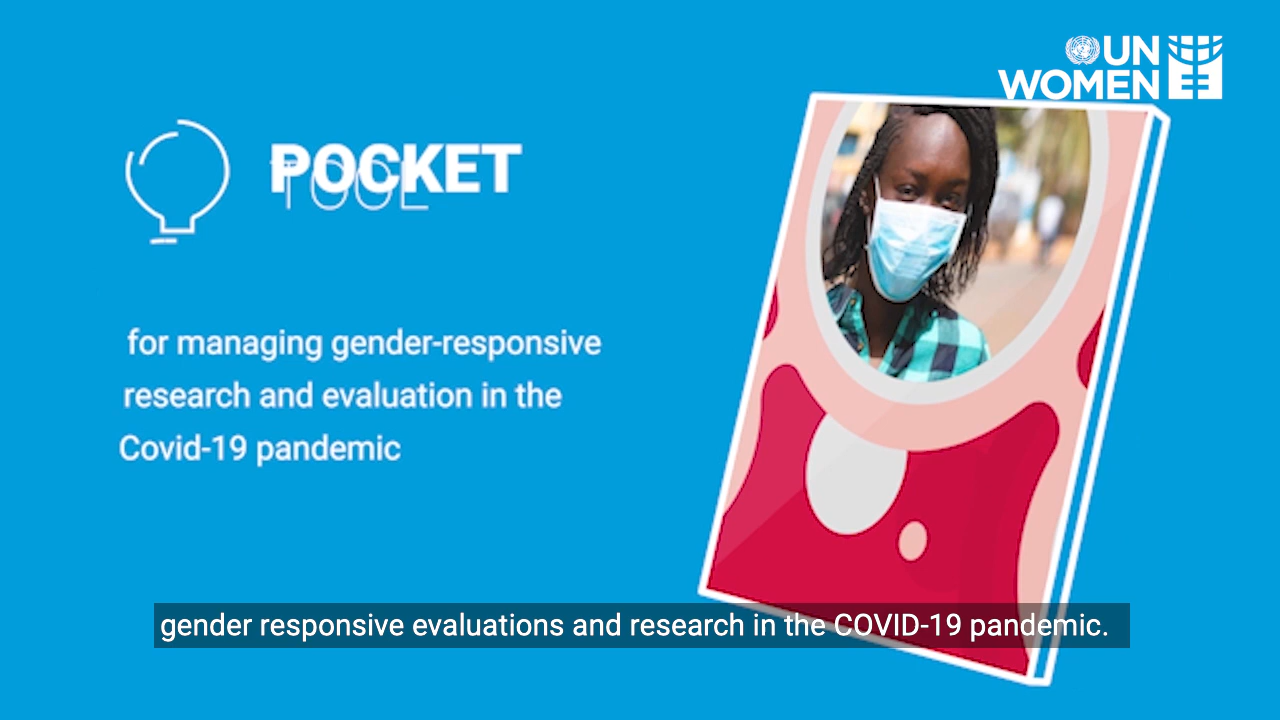 UN
WOMEN
POCKET
TOOL
for managing gender-responsive
research and evaluation in the
Covid-19 pandemic
gender responsive evaluations and research in the COVID-19 pandemic.